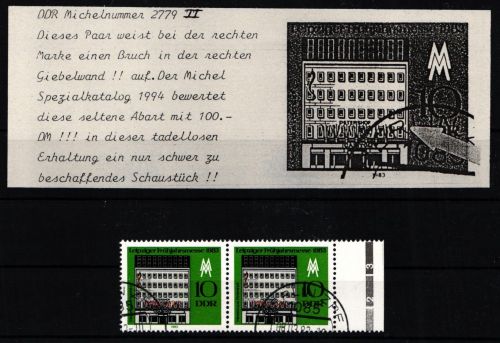 DDR Michelnummer 2779 II
Dieses Paar weist bei der rechten
Marke einen Bruch in der rechten
Giebelwand !! auf. Der Michel
Spezialkatalog 1994 bewertet
diese seltene Abart mit 100.-
DM !!! in dieser tadellosen
Erhaltung ein nur schwer zu
beschaffendes Schaustück !!
10
Leipziger Frühjahrsmesse 1983
10
DDR
Leipziger Frühjahrsmesse 1983
10
DDR
2 3